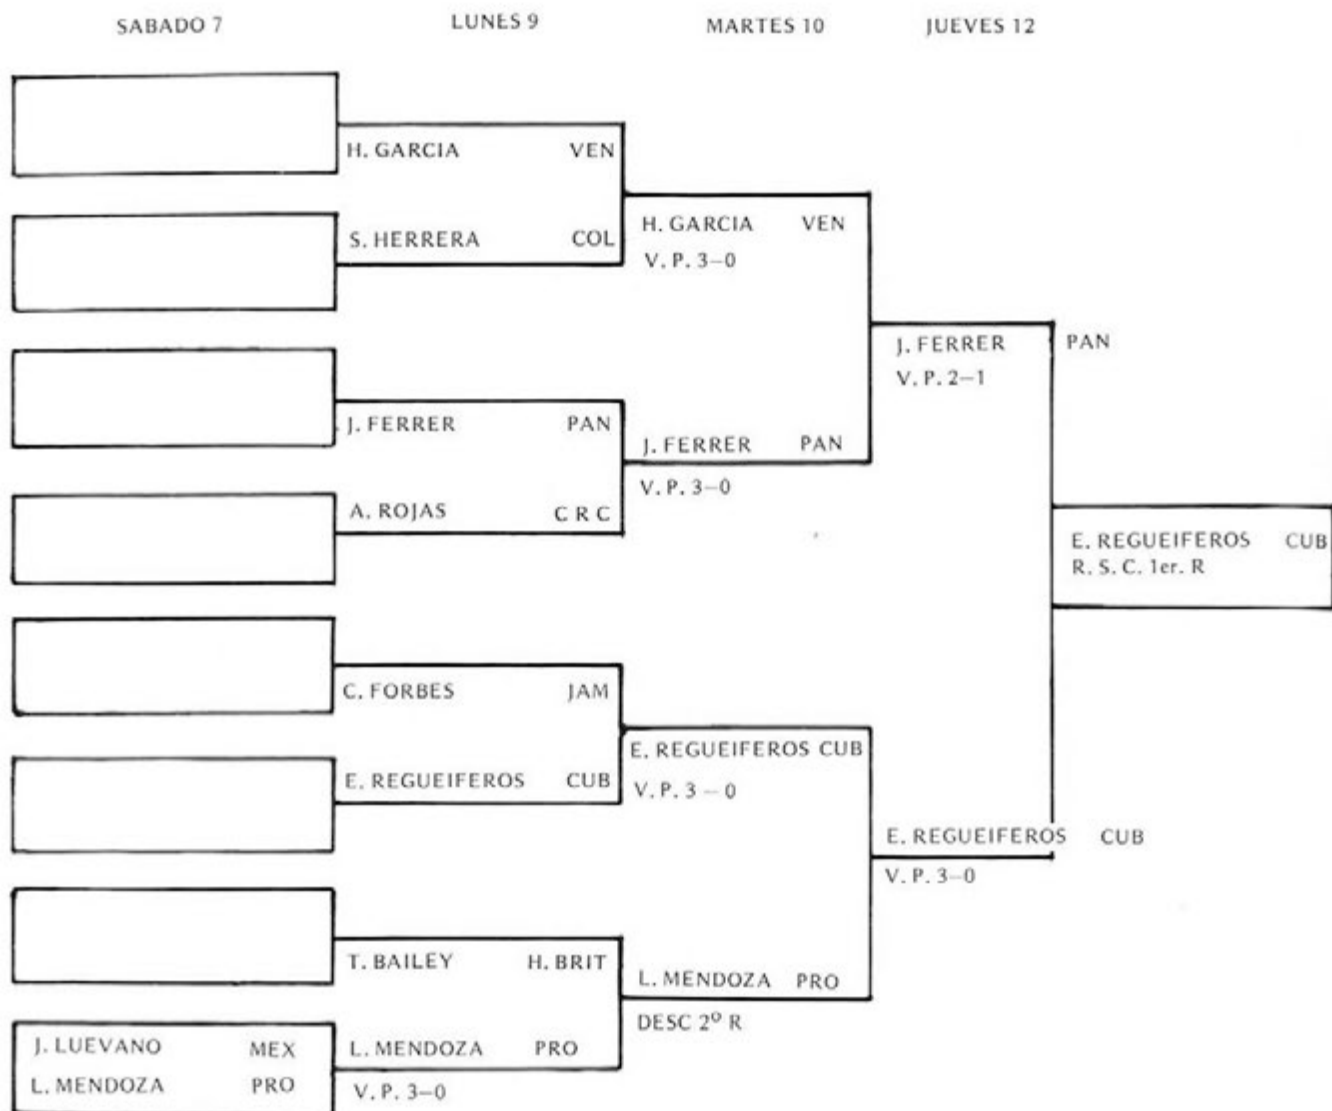 SABADO 7 LUNES 9 MARTES 10 JUEVES 12
H. GARCIA VEN
S. HERRERA COL
J. FERRER PAN
A. ROJAS C R C
C. FORBES JAM
E. REGUEIFEROS CUB
T. BAILEY H. BRIT
J. LUEVANO MEX
L. MENDOZA PRO
L. MENDOZA PRO
V. P. 3–0
H. GARCIA VEN
V. P. 3–0
J. FERRER PAN
V. P. 3–0
E. REGUEIFEROS CUB
V. P. 3 – 0
L. MENDOZA PRO
DESC 2º R
J. FERRER PAN
V. P. 2–1
E. REGUEIFEROS CUB
V. P. 3–0
E. REGUEIFEROS CUB
R. S. C. 1er. R